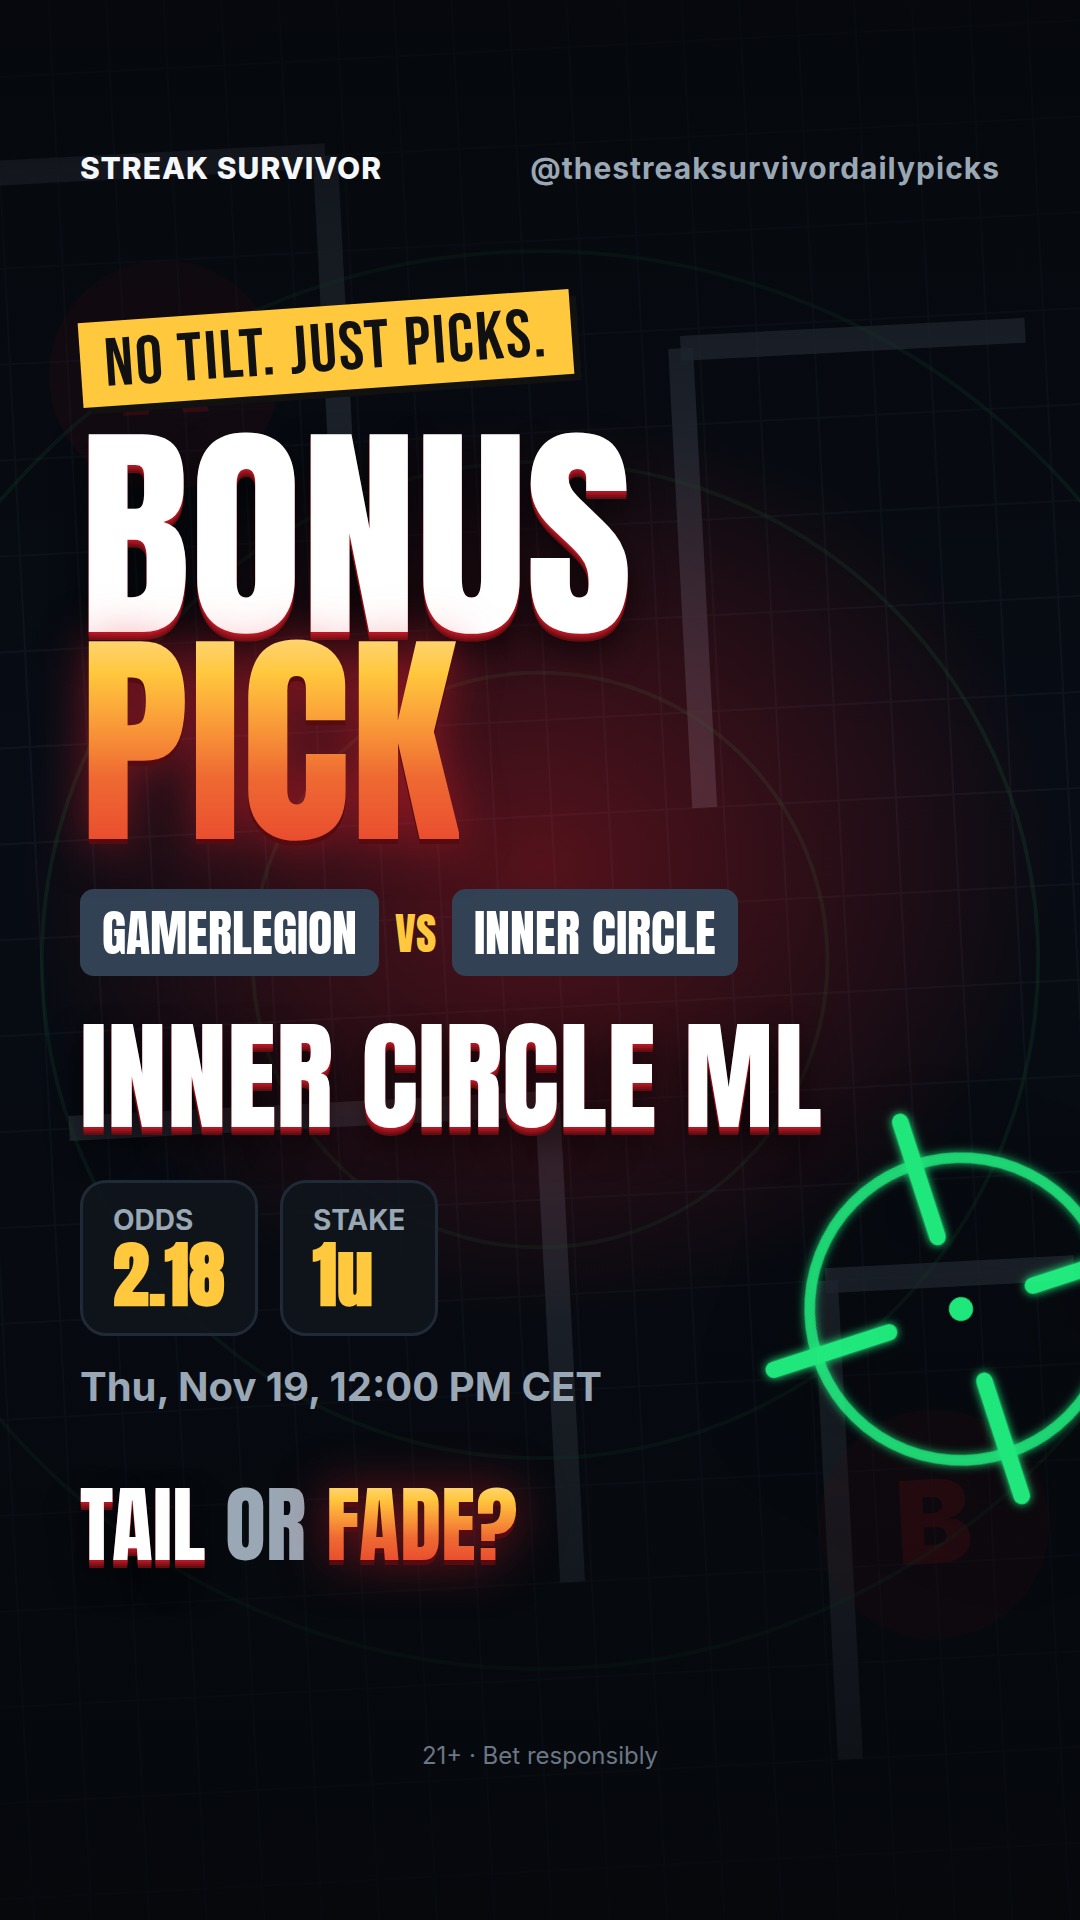 STREAK SURVIVOR @thestreaksurvivordailypicks
NO TILT. JUST PICKS.
BONUS
PICK
GAMERLEGION VS INNER CIRCLE
INNER CIRCLE ML
ODDS STAKE
2.18 1u
Thu, Nov 19, 12:00 PM CET
B
TAIL OR FADE?
21+ · Bet responsibly